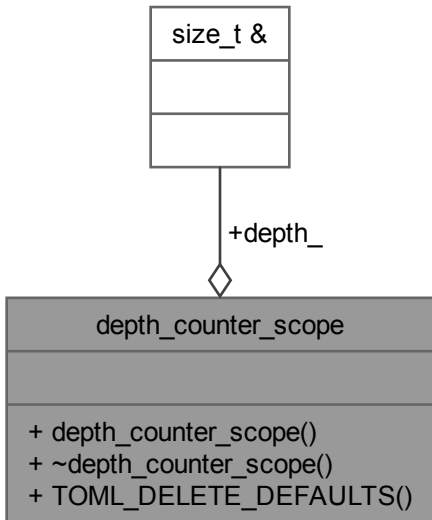 size_t &
+depth_
depth_counter_scope
+ depth_counter_scope()
+ ~depth_counter_scope()
+ TOML_DELETE_DEFAULTS()